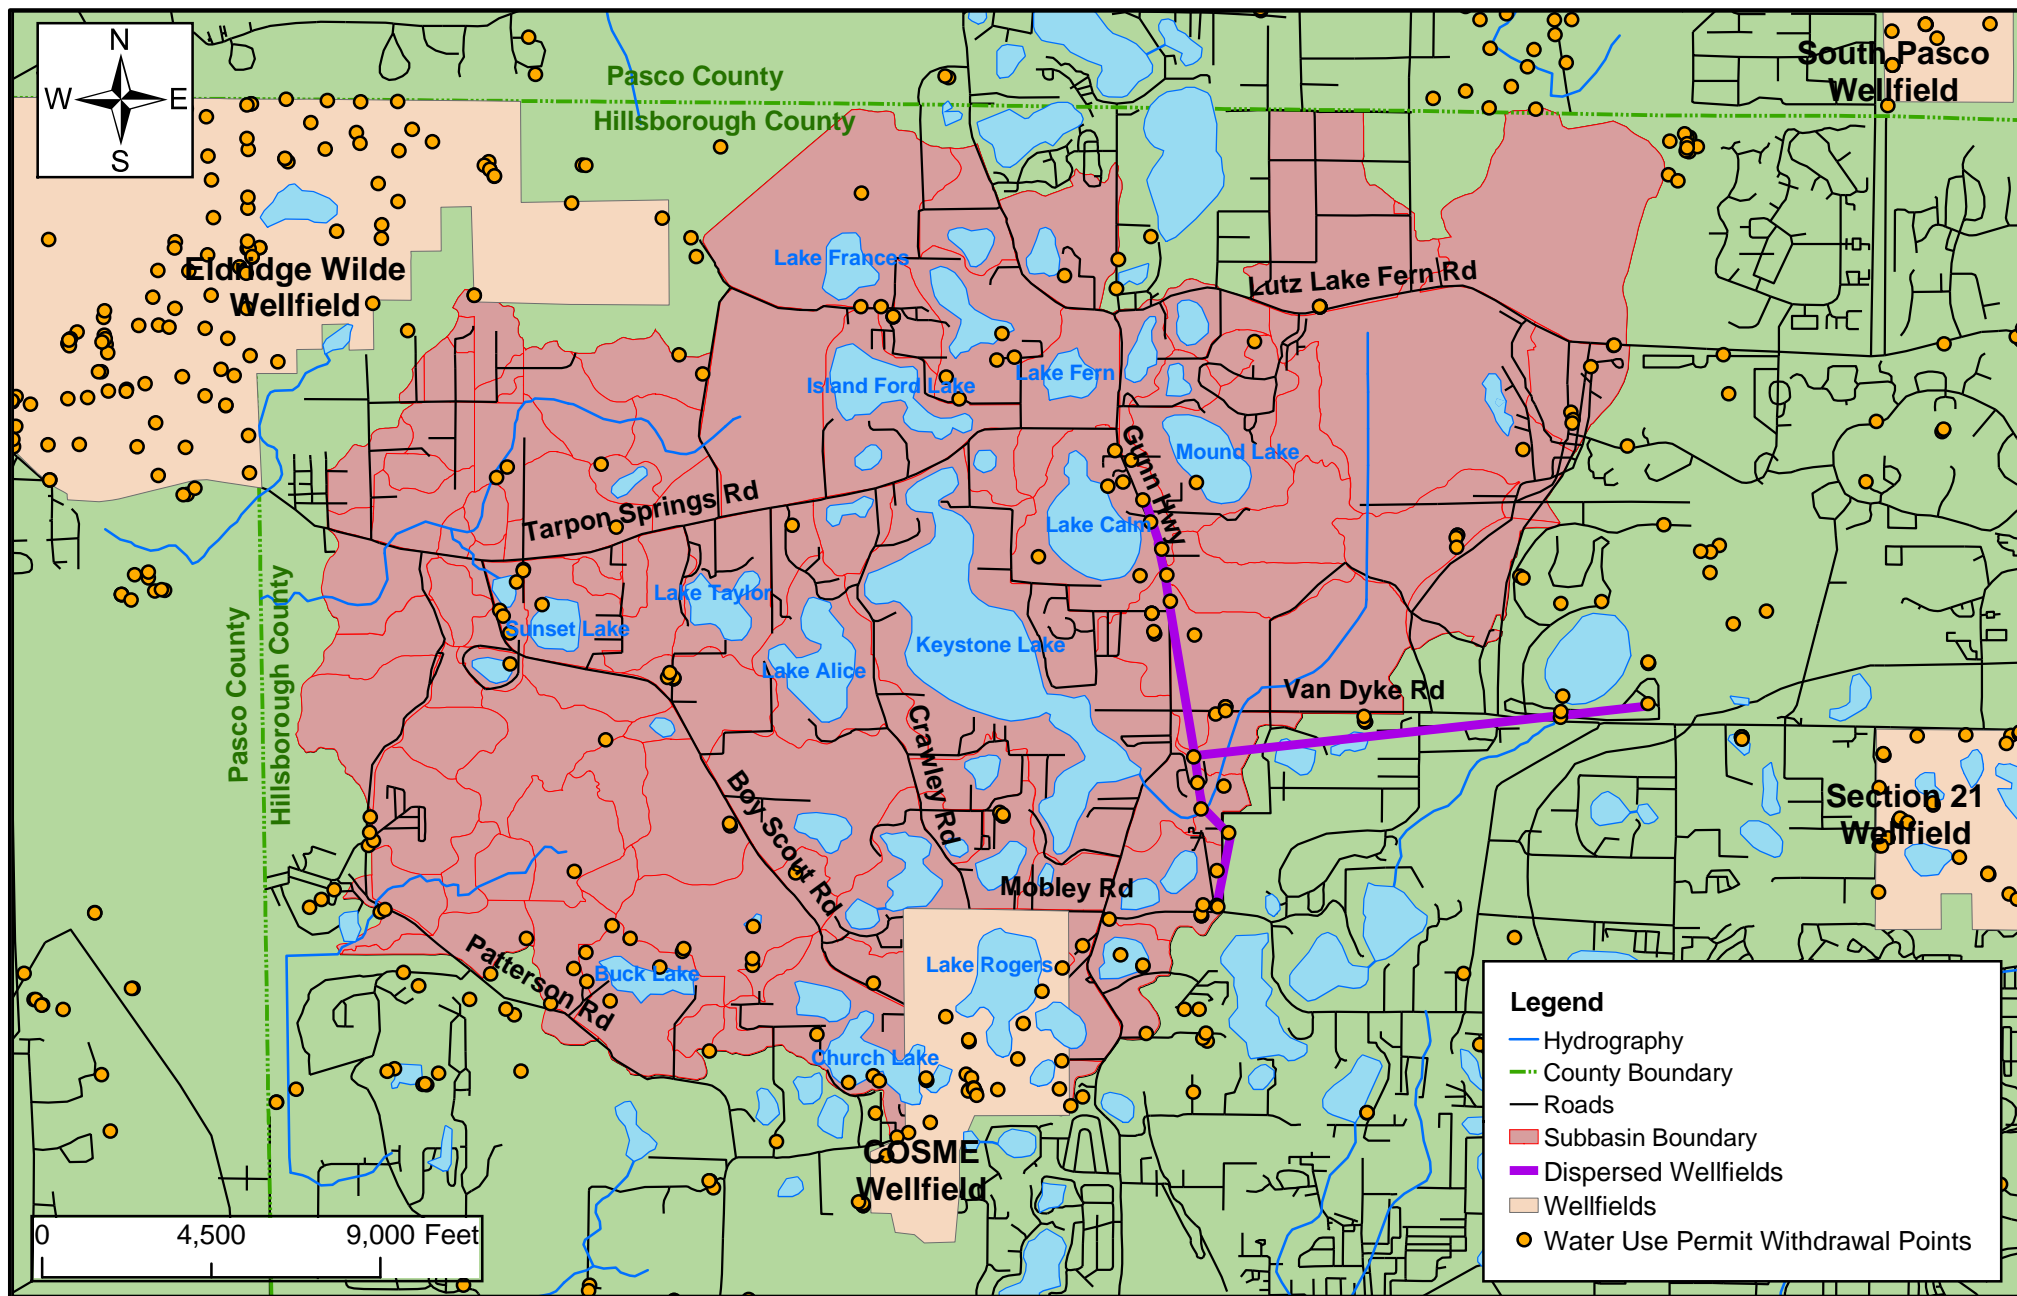 N
W
E
S
Pasco County
Hillsborough County
South Pasco
Wellfield
Eldridge Wilde
Wellfield
Lake Frances
Lutz Lake Fern Rd
Island Ford Lake
Lake Fern
Gunn Hwy
Mound Lake
Tarpon Springs Rd
Lake Calm
Lake Taylor
Sunset Lake
Keystone Lake
Lake Alice
Van Dyke Rd
Pasco County
Hillsborough County
Crawley Rd
Boy Scout Rd
Section 21
Wellfield
Mobley Rd
Patterson Rd
Buck Lake
Lake Rogers
Church Lake
COSME
Wellfield
Legend
Hydrography
County Boundary
Roads
Subbasin Boundary
Dispersed Wellfields
Wellfields
Water Use Permit Withdrawal Points
0 4,500 9,000 Feet